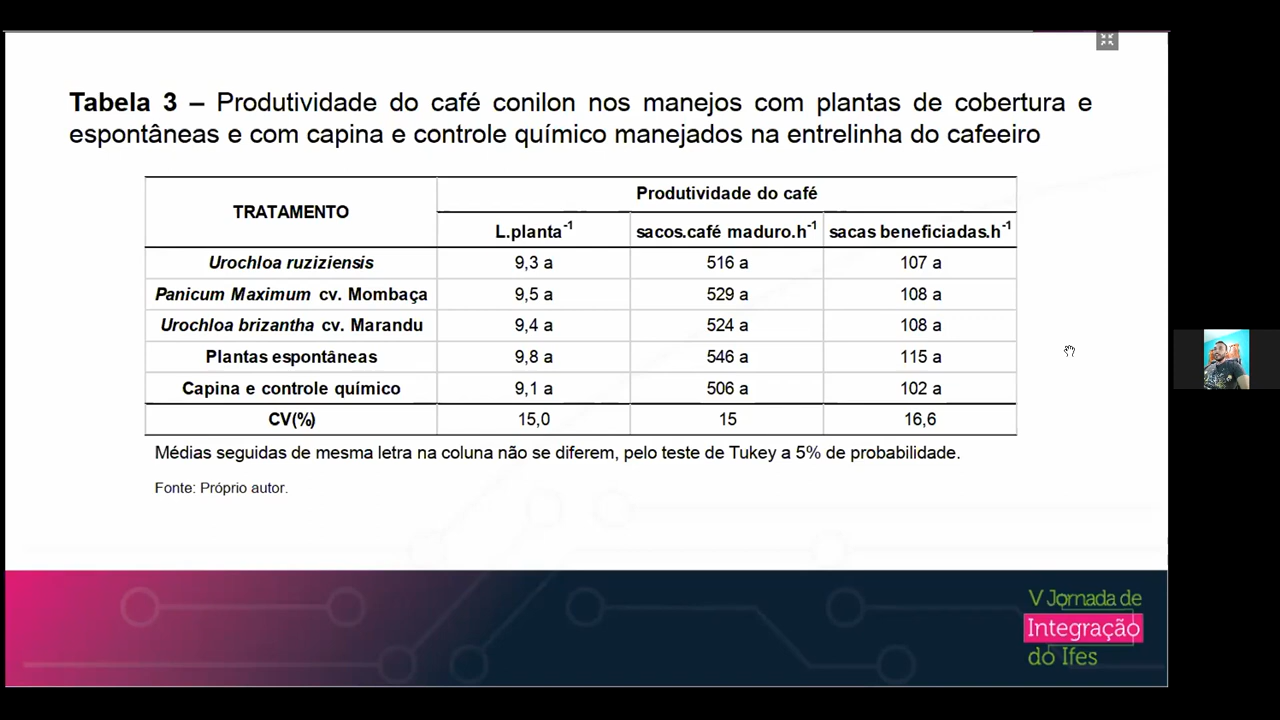 Tabela 3 – Produtividade do café conilon nos manejos com plantas de cobertura e
espontâneas e com capina e controle químico manejados na entrelinha do cafeeiro
TRATAMENTO
Produtividade do café
L.planta⁻¹ sacos.café maduro.h⁻¹ sacas beneficiadas.h⁻¹
Urochloa ruziziensis 9,3 a 516 a 107 a
Panicum Maximum cv. Mombaça 9,5 a 529 a 108 a
Urochloa brizantha cv. Marandu 9,4 a 524 a 108 a
Plantas espontâneas 9,8 a 546 a 115 a
Capina e controle químico 9,1 a 506 a 102 a
CV(%) 15,0 15 16,6
Médias seguidas de mesma letra na coluna não se diferem, pelo teste de Tukey a 5% de probabilidade.
Fonte: Próprio autor.
V Jornada de
Integração
do Ifes